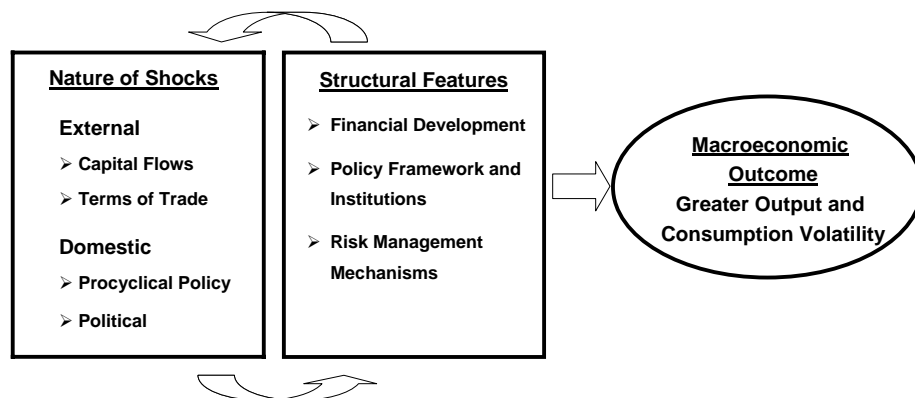 Nature of Shocks
External
➢ Capital Flows
➢ Terms of Trade
Domestic
➢ Procyclical Policy
➢ Political
Structural Features
➢ Financial Development
➢ Policy Framework and
Institutions
➢ Risk Management
Mechanisms
Macroeconomic
Outcome
Greater Output and
Consumption Volatility